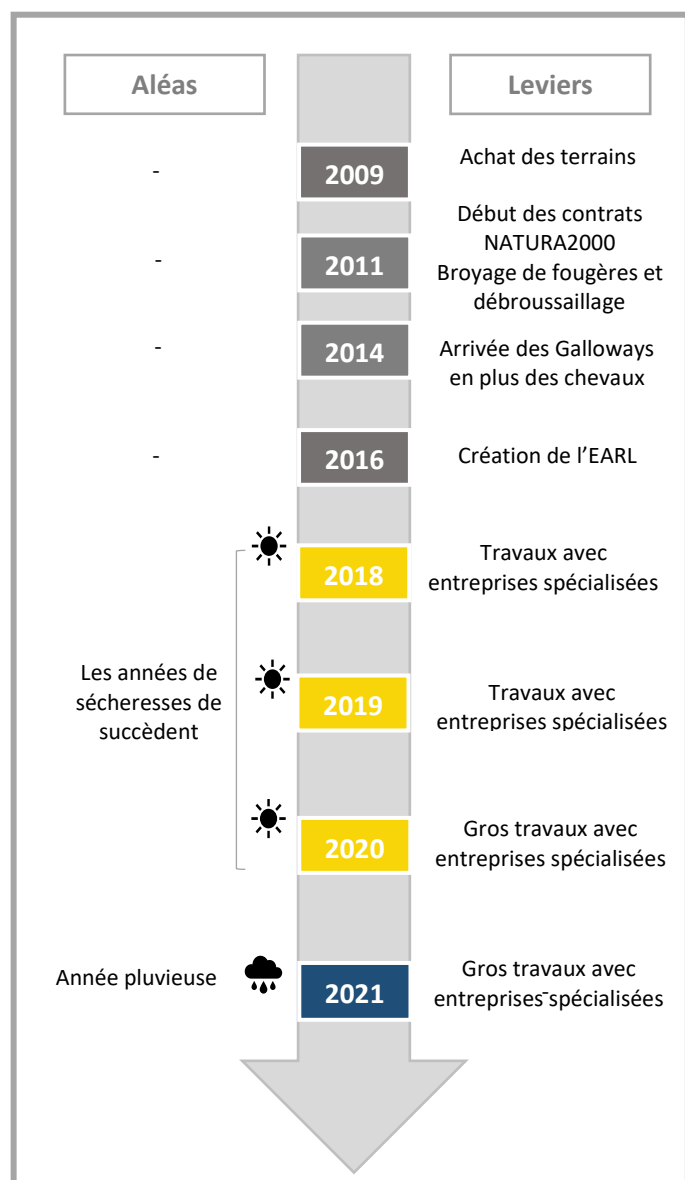 Aléas
Leviers
-
2009
Achat des terrains
-
2011
Début des contrats
NATURA2000
Broyage de fougères et
débroussaillage
-
2014
Arrivée des Galloways
en plus des chevaux
-
2016
Création de l’EARL
Les années de
sécheresses de
succèdent
2018
Travaux avec
entreprises spécialisées
2019
Travaux avec
entreprises spécialisées
2020
Gros travaux avec
entreprises spécialisées
Année pluvieuse
2021
Gros travaux avec
entreprises-spécialisées